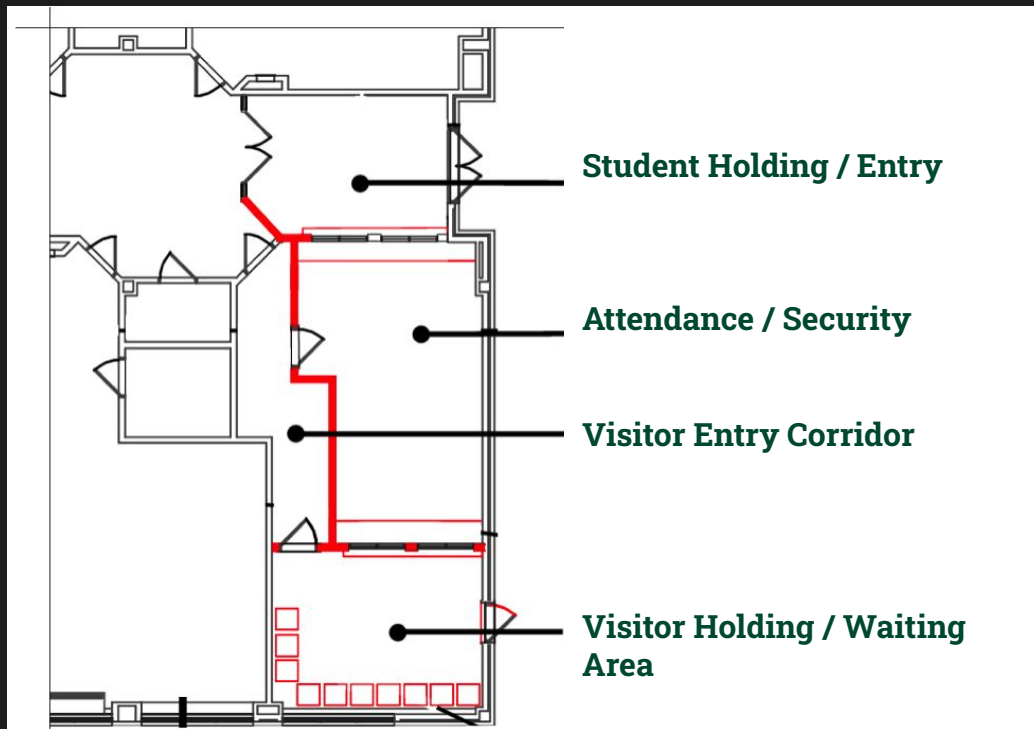 Student Holding / Entry
Attendance / Security
Visitor Entry Corridor
Visitor Holding / Waiting
Area